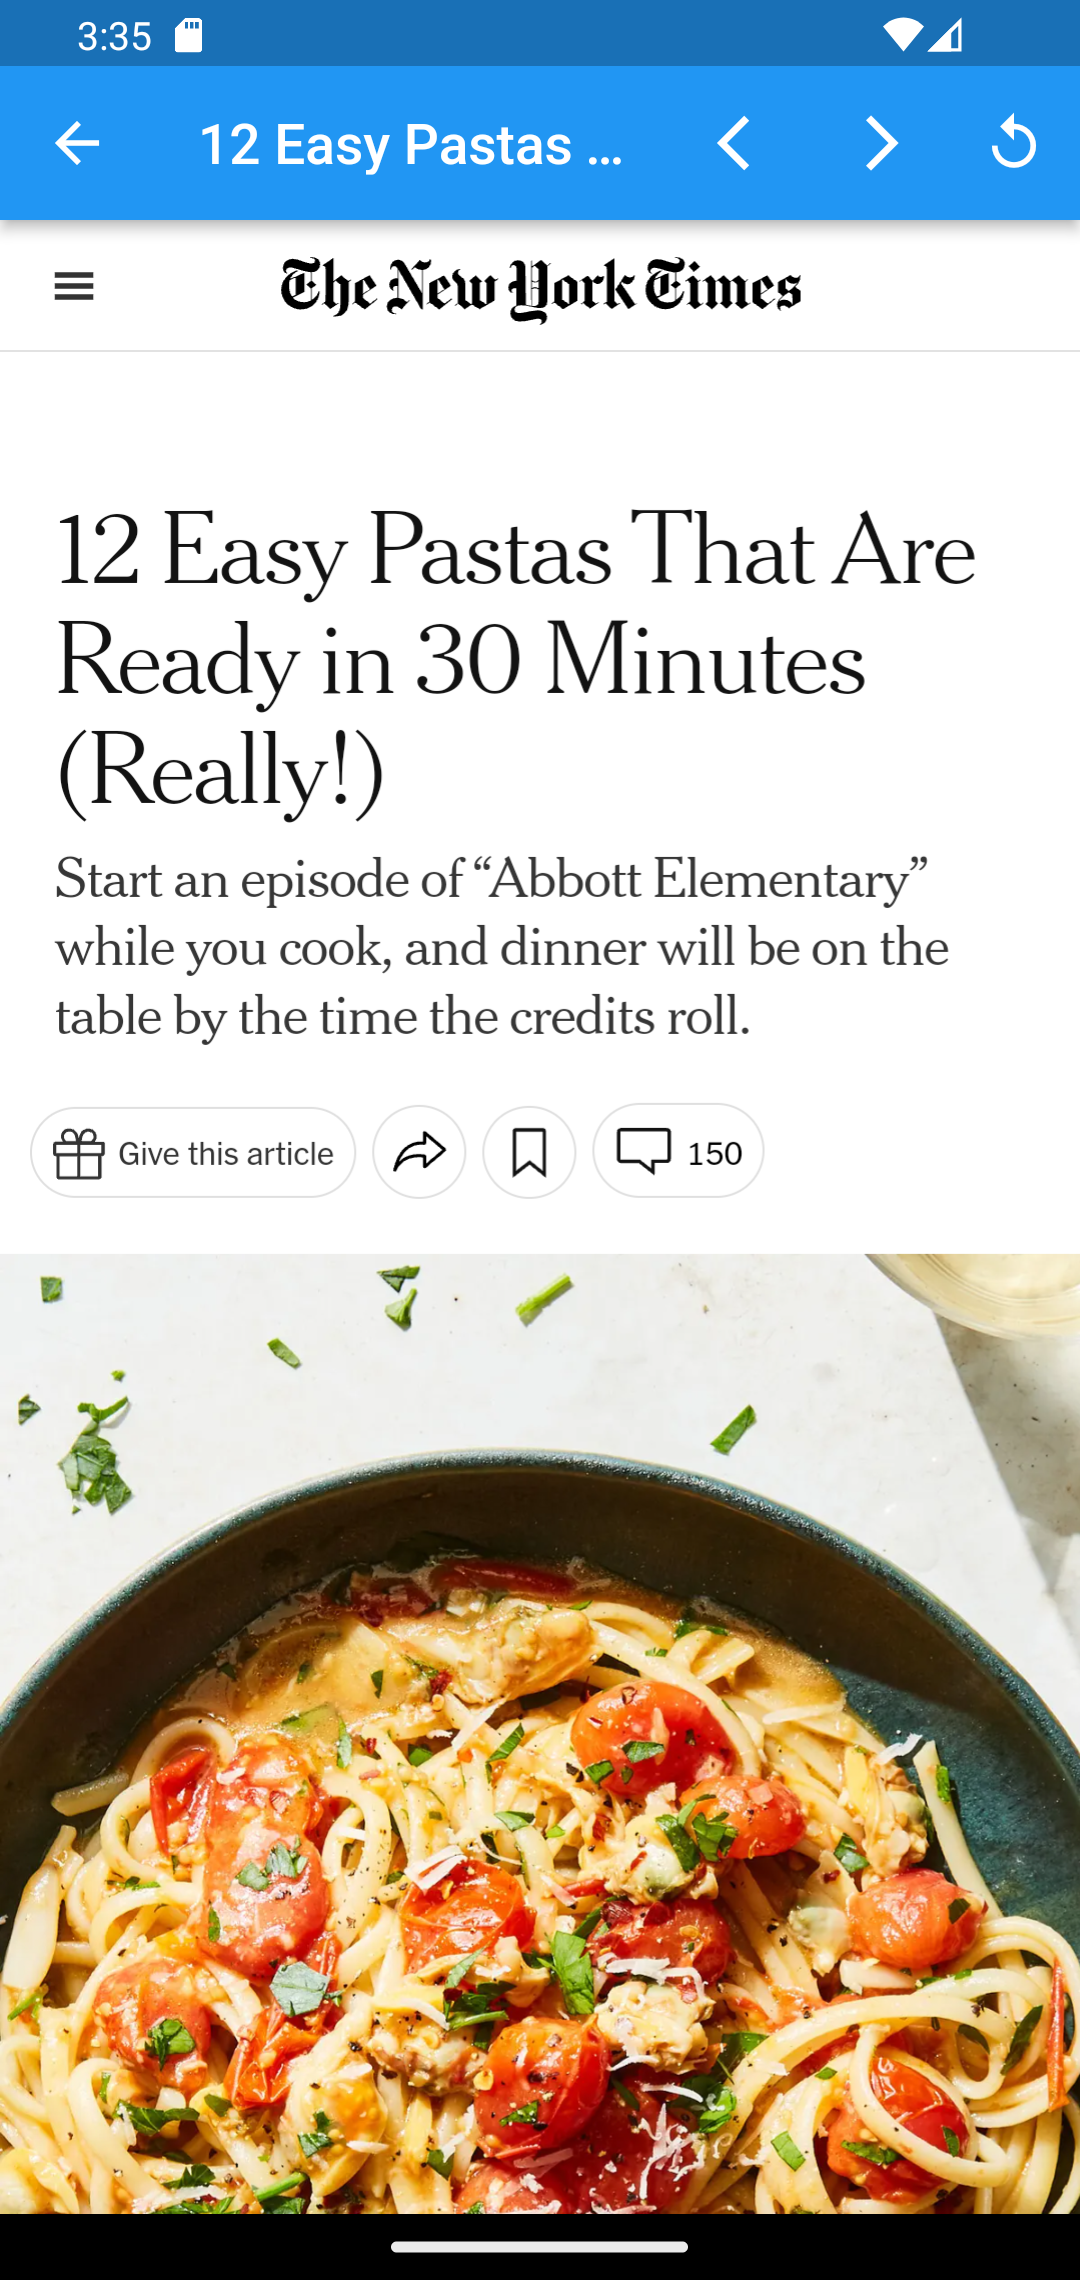 3:35
12 Easy Pastas ...
The New York Times
12 Easy Pastas That Are
Ready in 30 Minutes
(Really!)
Start an episode of “Abbott Elementary”
while you cook, and dinner will be on the
table by the time the credits roll.
Give this article
150